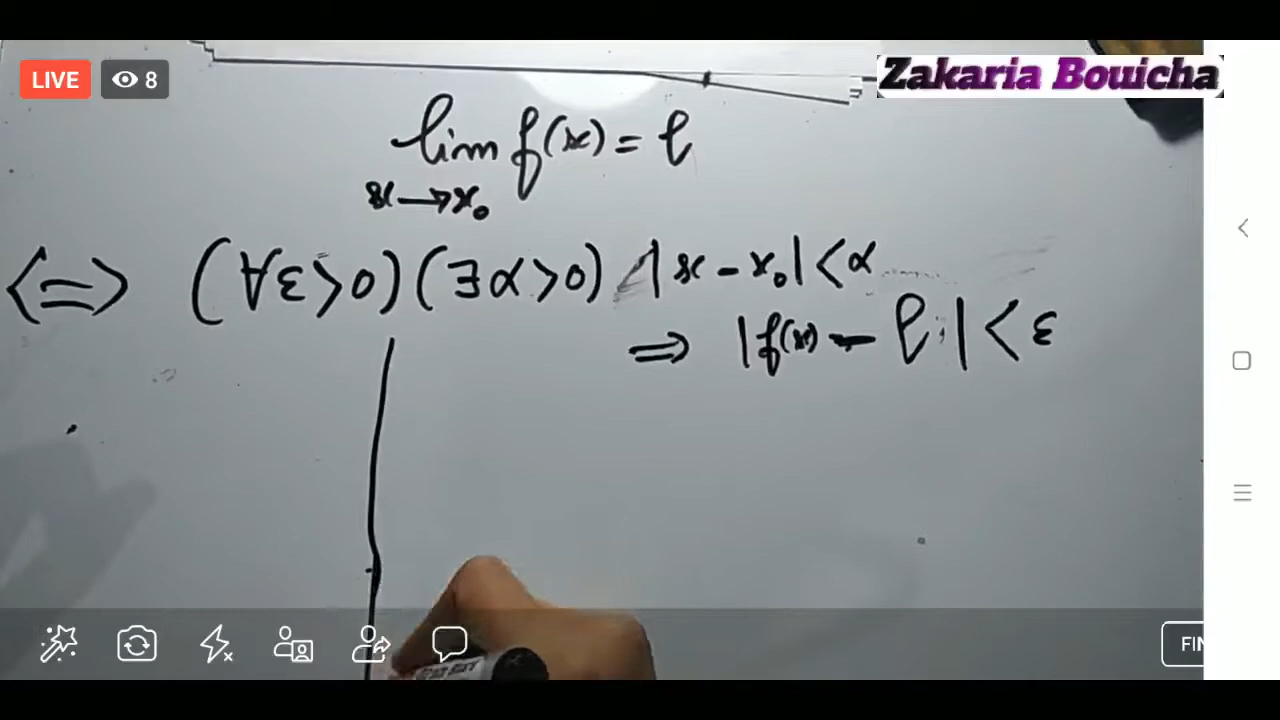 LIVE 8
Zakaria Bouicha
lim f(x) = l
x→x₀
<=> (∀ε>0)(∃α>0) / |x - x₀| < α
⇒ |f(x) - l| < ε